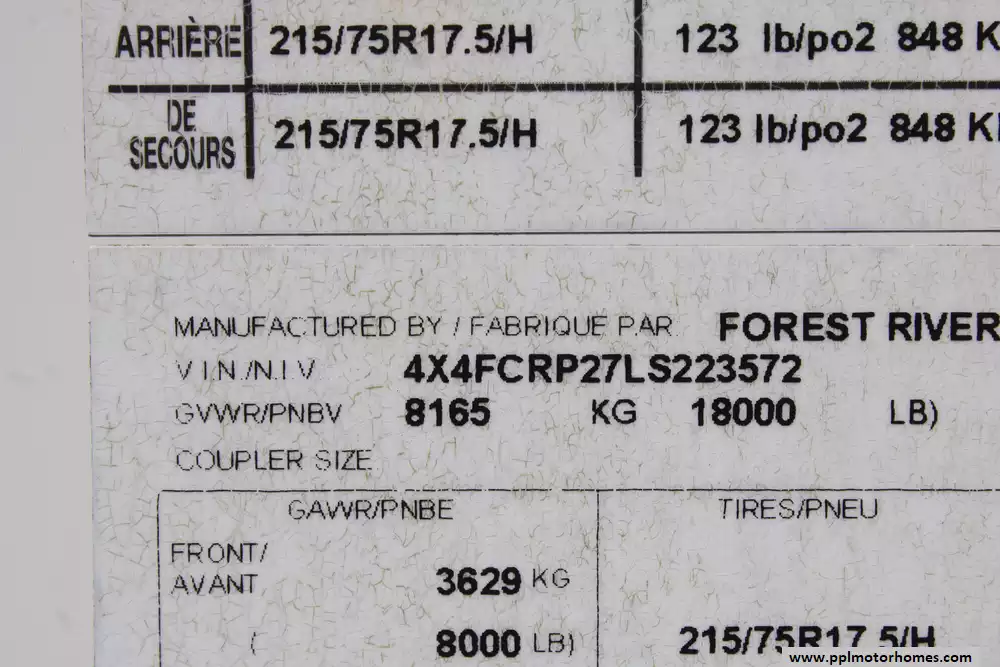 ARRIÈRE 215/75R17.5/H 123 lb/po2 848 K
DE
SECOURS 215/75R17.5/H 123 lb/po2 848 K
MANUFACTURED BY / FABRIQUE PAR FOREST RIVER
V.I.N./N.I.V 4X4FCRP27LS223572
GVWR/PNBV 8165 KG 18000 LB)
COUPLER SIZE
GAWR/PNBE TIRES/PNEU
FRONT/
AVANT 3629 KG
( 8000 LB) 215/75R17.5/H
www.pplmotorhomes.com